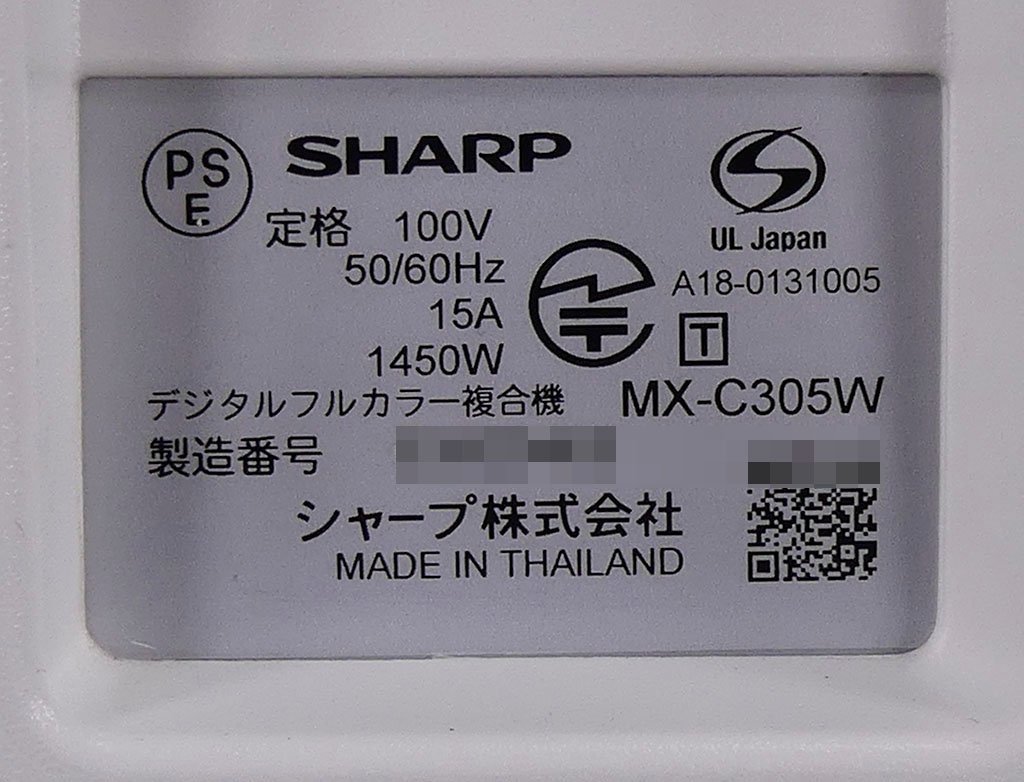 PS
E
SHARP
UL Japan
定格 100V
50/60Hz
15A
1450W
A18-0131005
T
デジタルフルカラー複合機 MX-C305W
製造番号
シャープ株式会社
MADE IN THAILAND